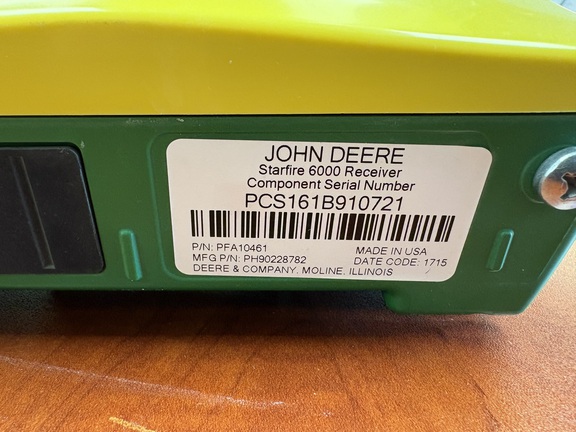 JOHN DEERE
Starfire 6000 Receiver
Component Serial Number
PCS161B910721
P/N: PFA10461
MADE IN USA
MFG P/N: PH90228782
DATE CODE: 1715
DEERE & COMPANY, MOLINE, ILLINOIS